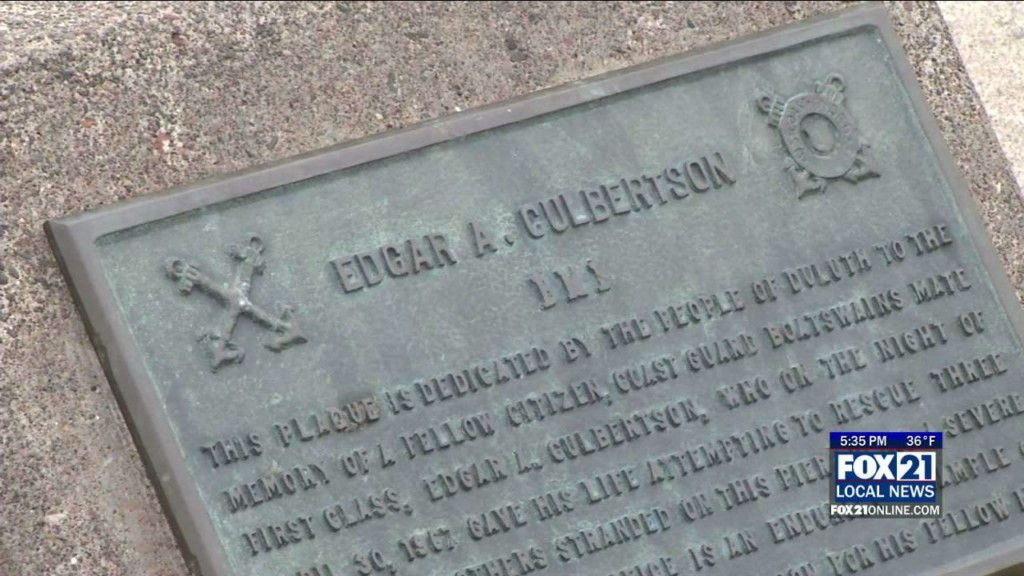 EDGAR A. CULBERTSON
BM1
THIS PLAQUE IS DEDICATED BY THE PEOPLE OF DULUTH TO THE
MEMORY OF A FELLOW CITIZEN, COAST GUARD BOATSWAINS MATE
FIRST CLASS, EDGAR A. CULBERTSON, WHO ON THE NIGHT OF
30, 1967 GAVE HIS LIFE ATTEMPTING TO RESCUE THREE
STRANDED ON THIS PIER SEVERE
IS AN
FOR HIS FELLOW
5:35 PM 36°F
FOX21
LOCAL NEWS
FOX21ONLINE.COM